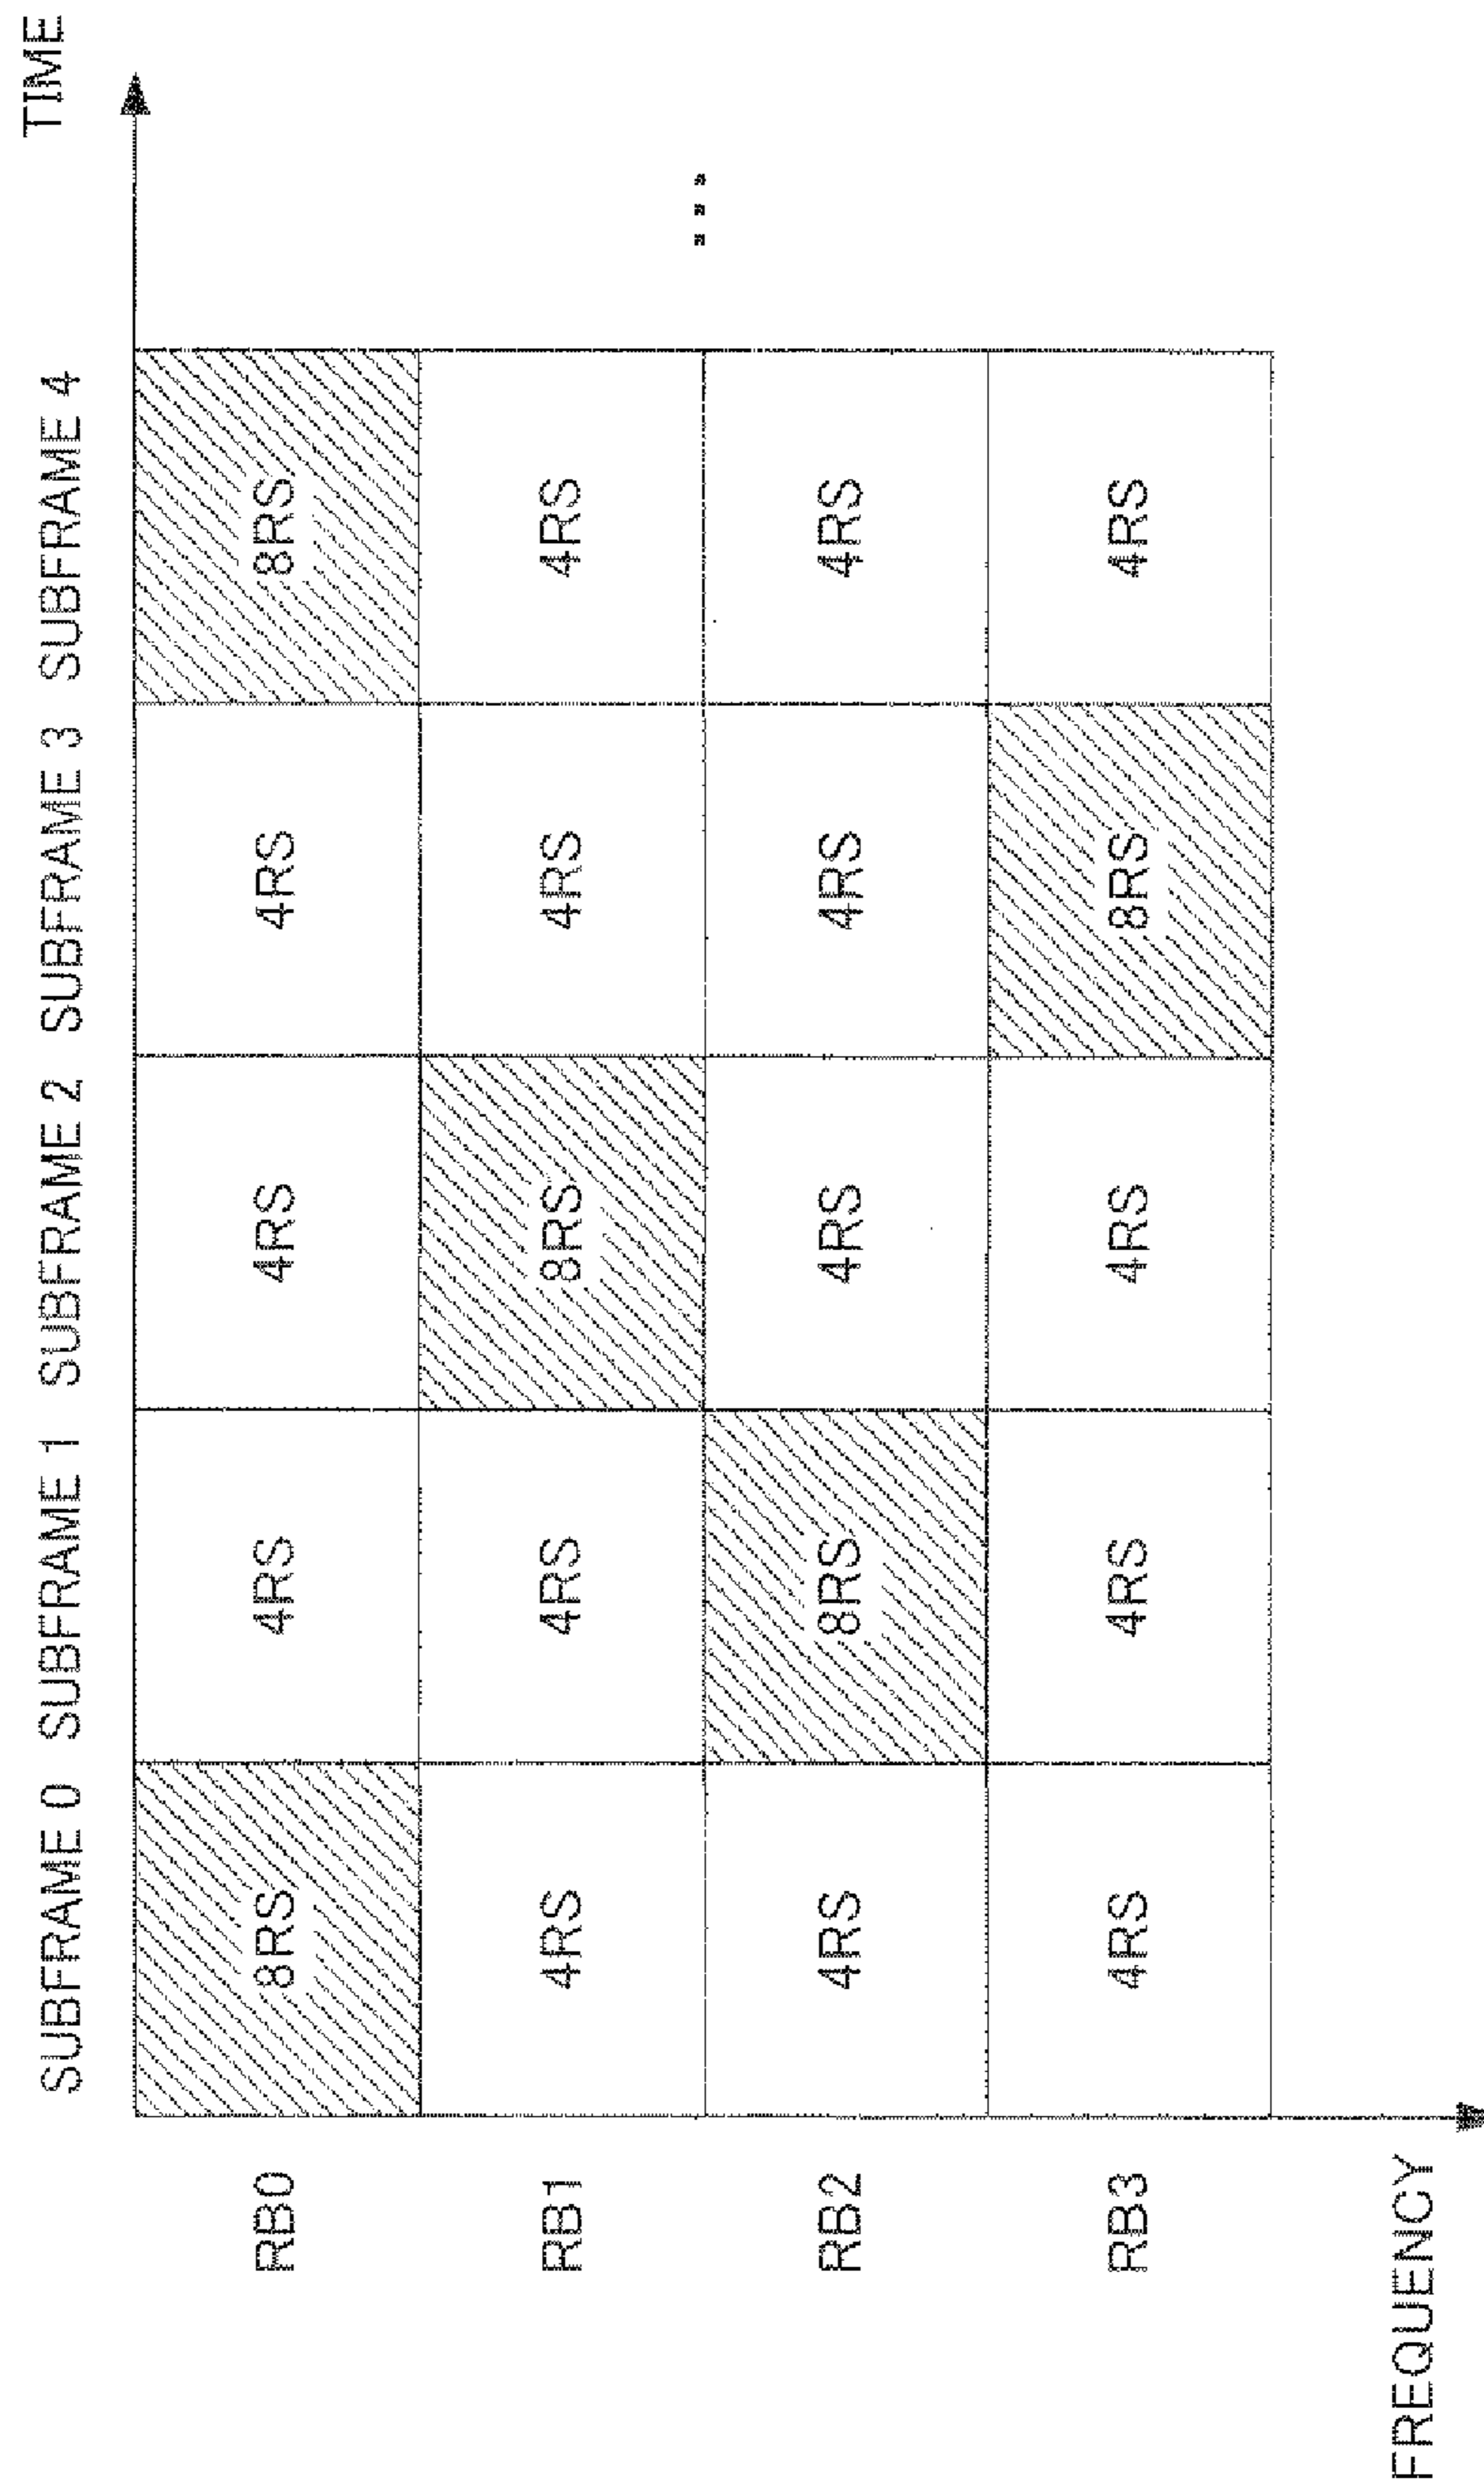 TIME
SUBFRAME 0 SUBFRAME 1 SUBFRAME 2 SUBFRAME 3 SUBFRAME 4
RB0 8RS 4RS 4RS 4RS 8RS
RB1 4RS 4RS 8RS 4RS 4RS
RB2 4RS 8RS 4RS 4RS 4RS
RB3 4RS 4RS 4RS 8RS 4RS
FREQUENCY